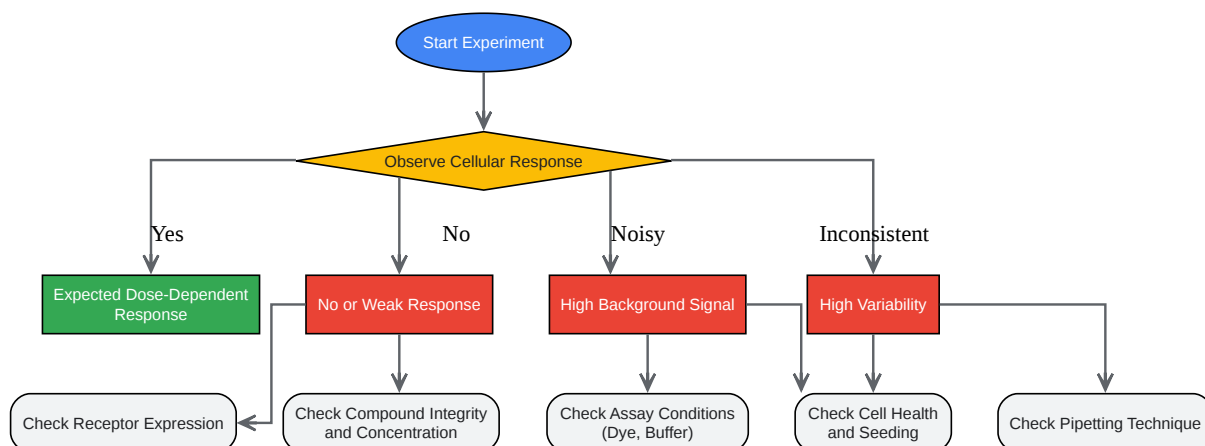 Start Experiment
Observe Cellular Response
Yes
No
Noisy
Inconsistent
Expected Dose-Dependent
Response
No or Weak Response
High Background Signal
High Variability
Check Receptor Expression
Check Compound Integrity
and Concentration
Check Assay Conditions
(Dye, Buffer)
Check Cell Health
and Seeding
Check Pipetting Technique